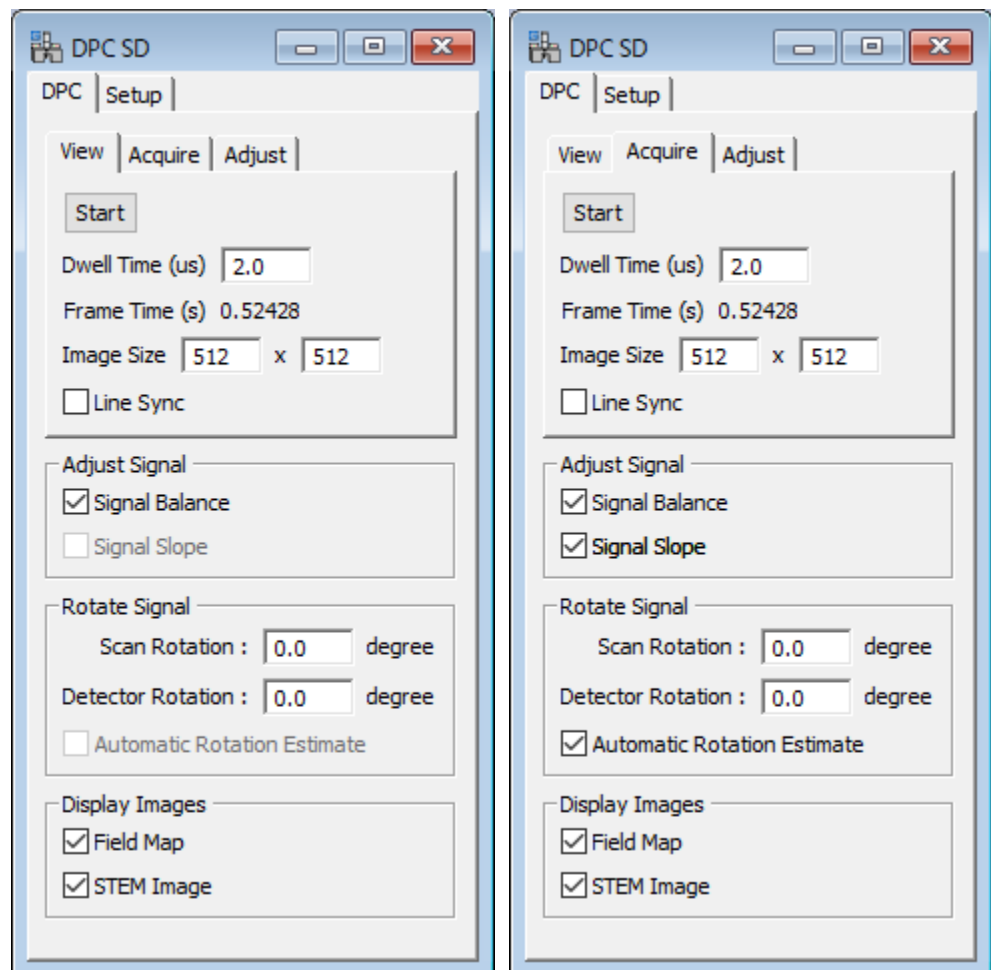 DPC SD
DPC Setup
View Acquire Adjust
Start
Dwell Time (us) 2.0
Frame Time (s) 0.52428
Image Size 512 x 512
Line Sync
Adjust Signal
Signal Balance
Signal Slope
Rotate Signal
Scan Rotation : 0.0 degree
Detector Rotation : 0.0 degree
Automatic Rotation Estimate
Display Images
Field Map
STEM Image
DPC SD
DPC Setup
View Acquire Adjust
Start
Dwell Time (us) 2.0
Frame Time (s) 0.52428
Image Size 512 x 512
Line Sync
Adjust Signal
Signal Balance
Signal Slope
Rotate Signal
Scan Rotation : 0.0 degree
Detector Rotation : 0.0 degree
Automatic Rotation Estimate
Display Images
Field Map
STEM Image